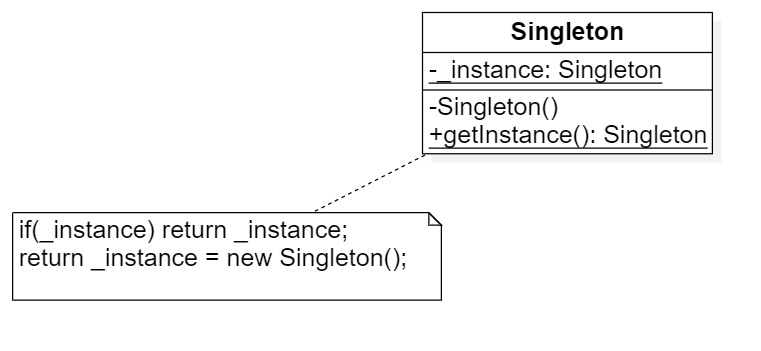 Singleton
-_instance: Singleton
-Singleton()
+getInstance(): Singleton
if(_instance) return _instance;
return _instance = new Singleton();